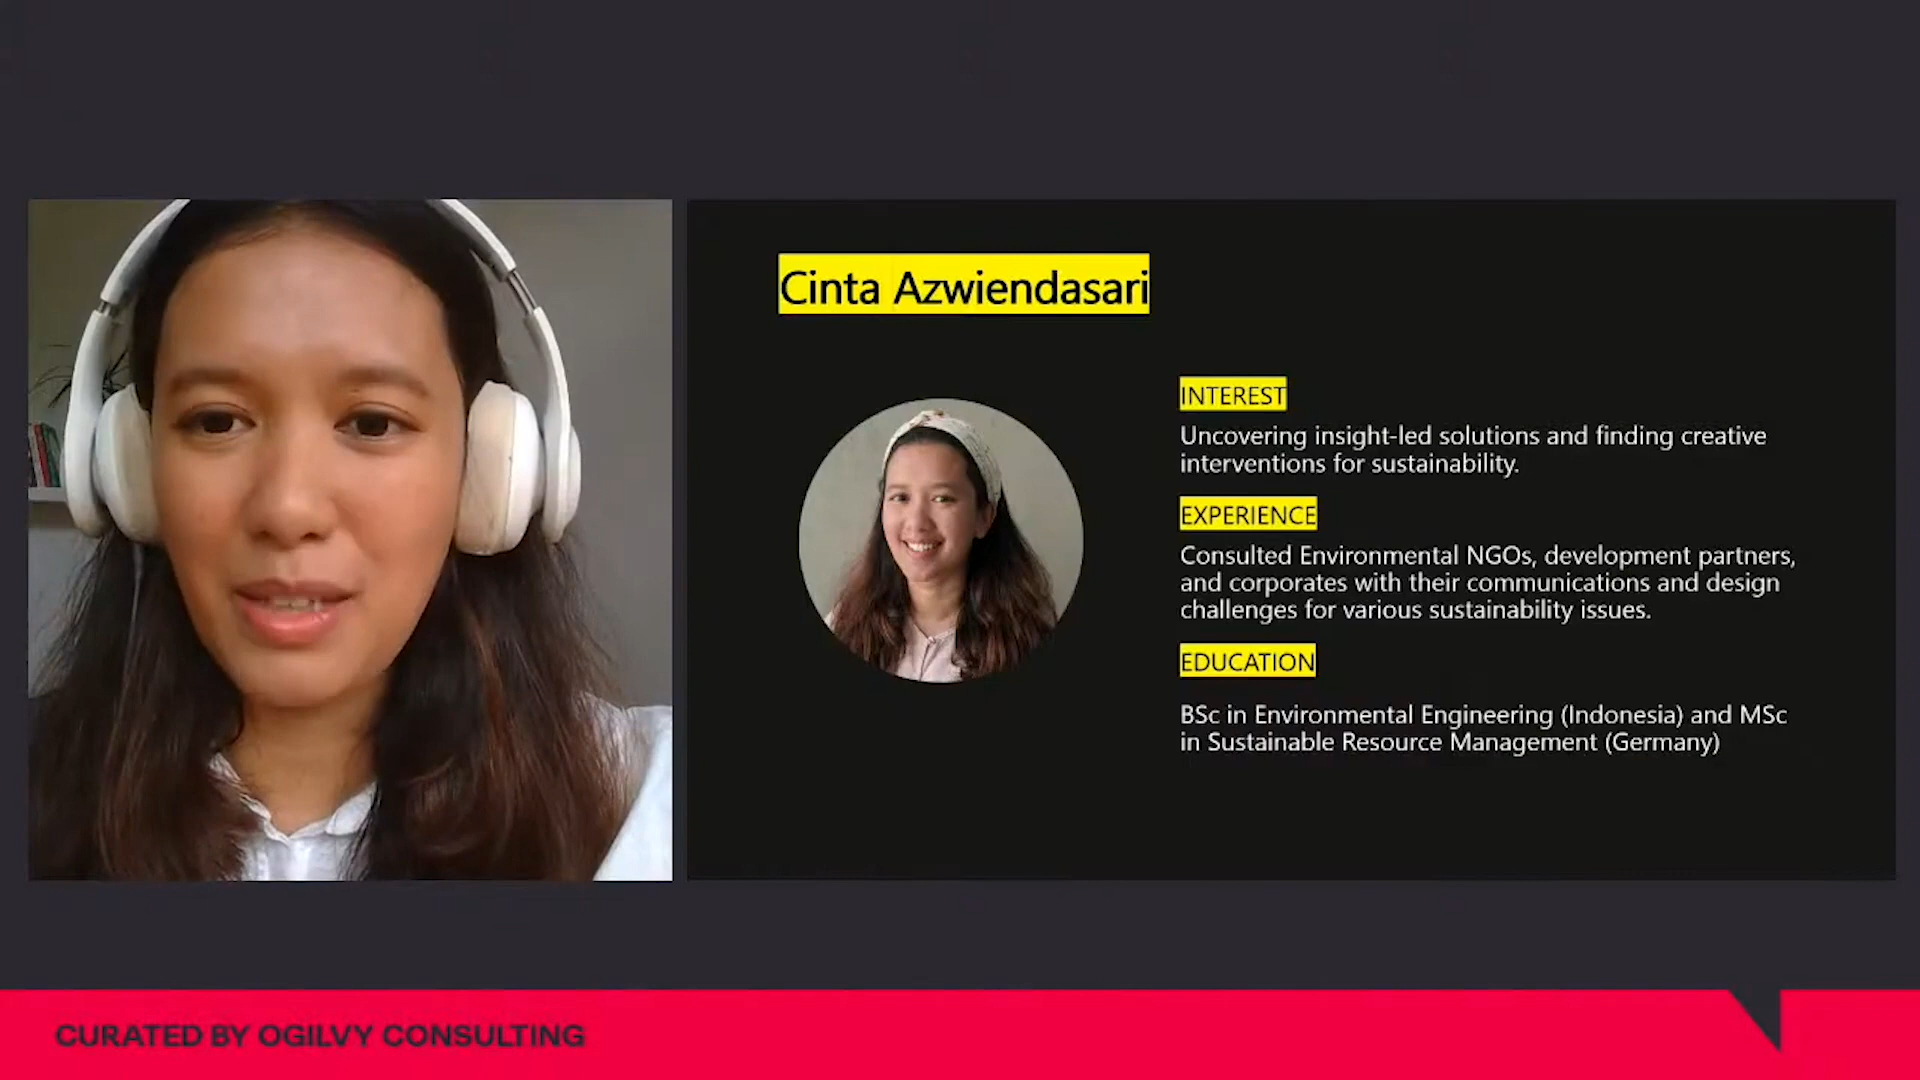 Cinta Azwiendasari
INTEREST
Uncovering insight-led solutions and finding creative
interventions for sustainability.
EXPERIENCE
Consulted Environmental NGOs, development partners,
and corporates with their communications and design
challenges for various sustainability issues.
EDUCATION
BSc in Environmental Engineering (Indonesia) and MSc
in Sustainable Resource Management (Germany)
CURATED BY OGILVY CONSULTING